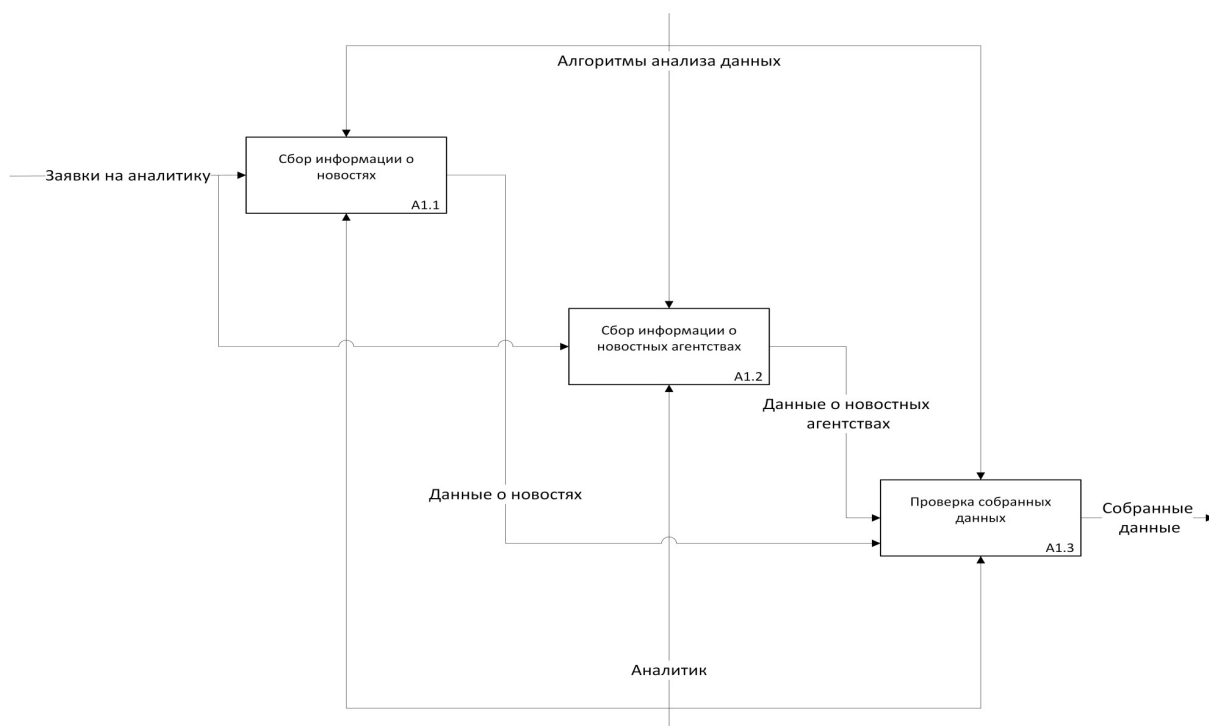 Алгоритмы анализа данных
Сбор информации о
новостях
A1.1
Заявки на аналитику
Сбор информации о
новостных агентствах
A1.2
Данные о новостных
агентствах
Данные о новостях
Проверка собранных
данных
A1.3
Собранные
данные
Аналитик